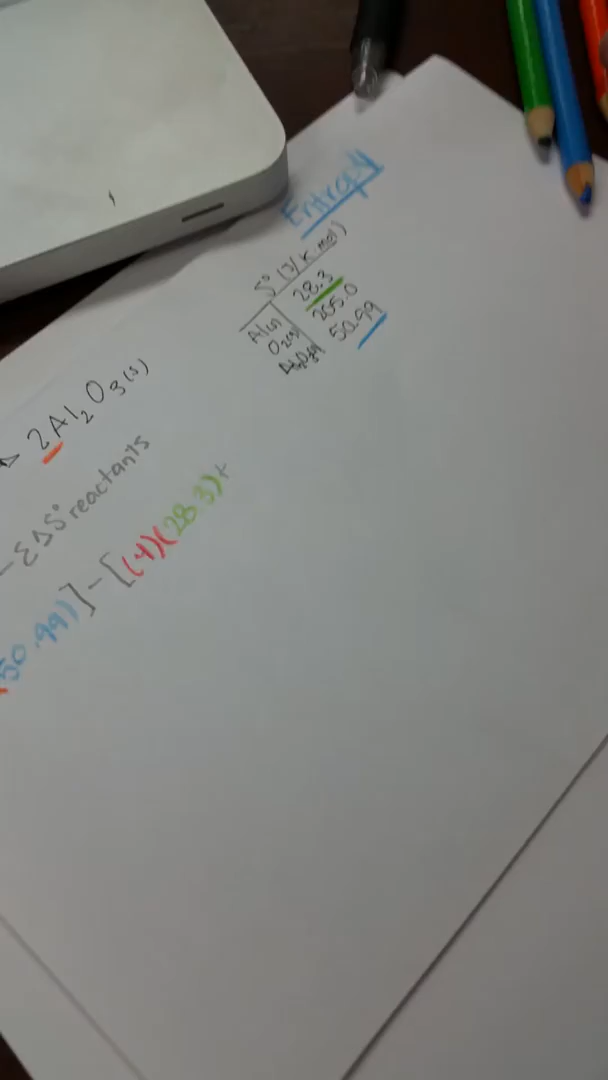 Entropy
S° (J/K·mol)
Al(s) 28.3
O2(g) 205.0
Al2O3(s) 50.99
2Al2O3(s)
- ΣΔS° reactants
50.99)] - [(4)(28.3)+